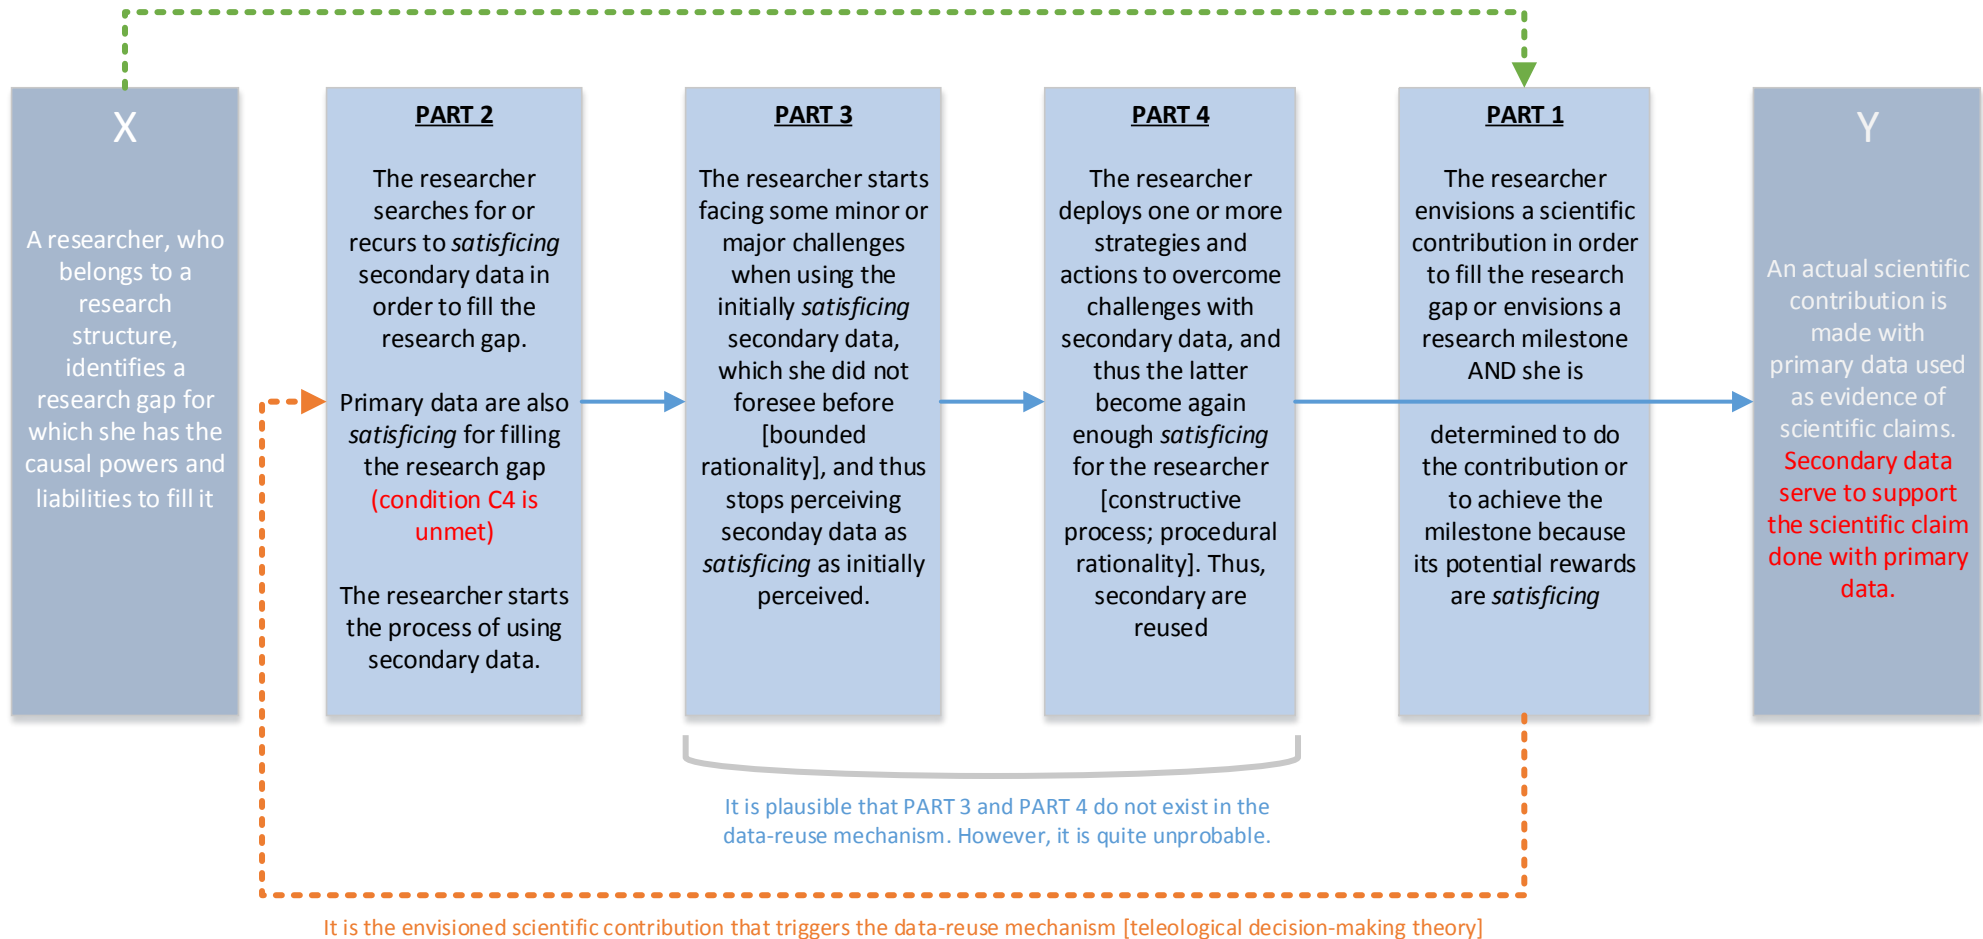 X
A researcher, who
belongs to a
research
structure,
identifies a
research gap for
which she has the
causal powers and
liabilities to fill it
PART 2
The researcher
searches for or
recurs to satisficing
secondary data in
order to fill the
research gap.
Primary data are also
satisficing for filling
the research gap
(condition C4 is
unmet)
The researcher starts
the process of using
secondary data.
PART 3
The researcher starts
facing some minor or
major challenges
when using the
initially satisficing
secondary data,
which she did not
foresee before
[bounded
rationality], and thus
stops perceiving
seconday data as
satisficing as initially
perceived.
PART 4
The researcher
deploys one or more
strategies and
actions to overcome
challenges with
secondary data, and
thus the latter
become again
enough satisficing
for the researcher
[constructive
process; procedural
rationality]. Thus,
secondary are
reused
PART 1
The researcher
envisions a scientific
contribution in order
to fill the research
gap or envisions a
research milestone
AND she is
determined to do
the contribution or
to achieve the
milestone because
its potential rewards
are satisficing
Y
An actual scientific
contribution is
made with
primary data used
as evidence of
scientific claims.
Secondary data
serve to support
the scientific claim
done with primary
data.
It is plausible that PART 3 and PART 4 do not exist in the
data-reuse mechanism. However, it is quite unprobable.
It is the envisioned scientific contribution that triggers the data-reuse mechanism [teleological decision-making theory]